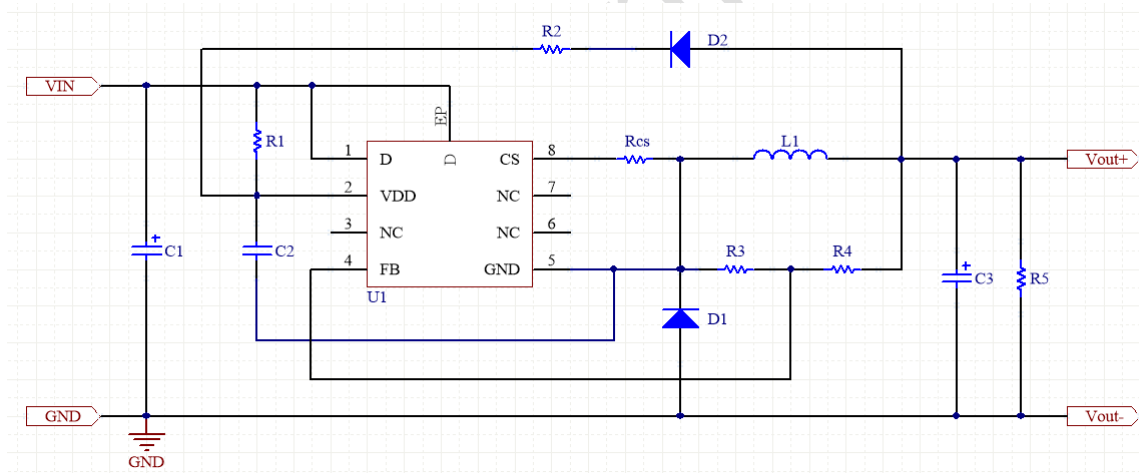 R2
D2
VIN
EP
R1
D
D
CS
1
8
Rcs
L1
Vout+
2
VDD
NC
7
3
NC
NC
6
C1
C2
4
FB
GND
5
R3
R4
C3
R5
U1
D1
GND
Vout-
GND